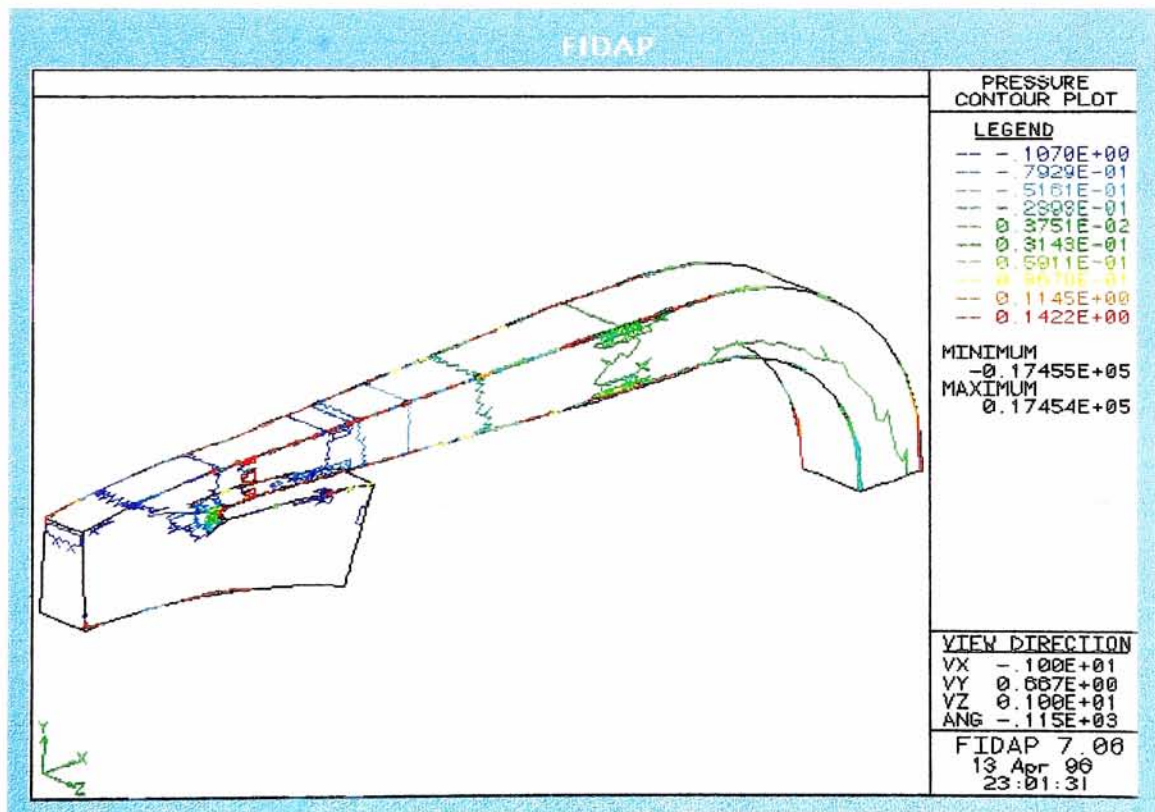 FIDAP
PRESSURE
CONTOUR PLOT
LEGEND
-- -.1070E+00
-- -.7929E-01
-- -.5161E-01
-- -.2393E-01
-- 0.3751E-02
-- 0.3143E-01
-- 0.5911E-01
-- 0.1145E+00
-- 0.1422E+00
MINIMUM
-0.17455E+05
MAXIMUM
0.17454E+05
VIEW DIRECTION
VX -.100E+01
VY 0.667E+00
VZ 0.100E+01
ANG -.115E+03
FIDAP 7.06
13 Apr 96
23:01:31
Y
X
Z